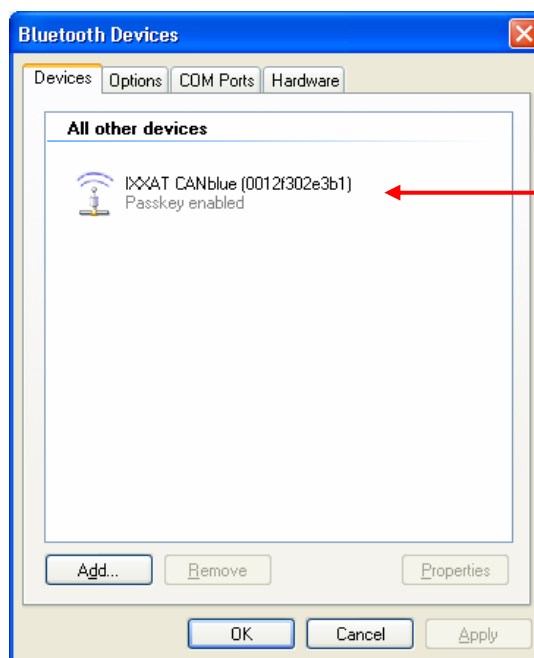 Bluetooth Devices
Devices Options COM Ports Hardware
All other devices
IXXAT CANblue (0012f302e3b1)
Passkey enabled
Add... Remove Properties
OK Cancel Apply